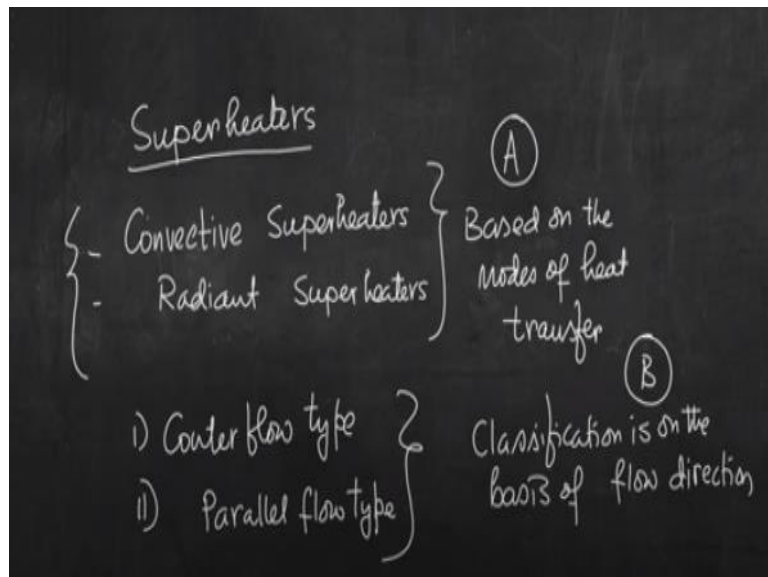 Superheaters
- Convective Superheaters
- Radiant Superheaters
A
Based on the
modes of heat
transfer
i) Couter flow type
ii) Parallel flow type
B
Classification is on the
basis of flow direction